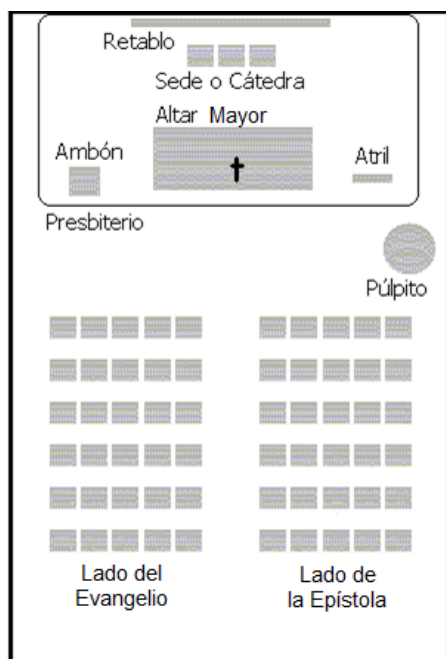 Retablo
Sede o Cátedra
Altar Mayor
Ambón
Atril
Presbiterio
Púlpito
Lado del
Evangelio
Lado de
la Epístola